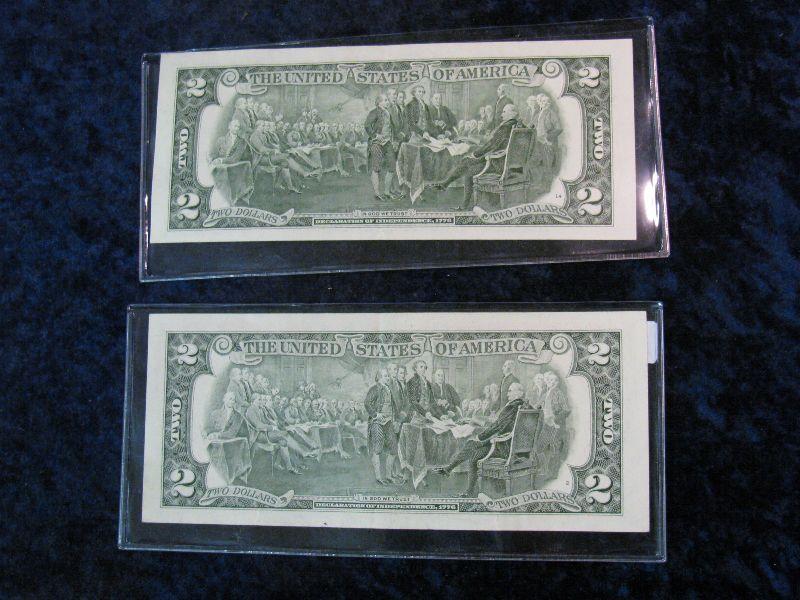 2 THE UNITED STATES OF AMERICA 2
TWO TWO
2 TWO DOLLARS IN GOD WE TRUST TWO DOLLARS 2
DECLARATION OF INDEPENDENCE, 1776
2 THE UNITED STATES OF AMERICA 2
TWO TWO
2 TWO DOLLARS IN GOD WE TRUST TWO DOLLARS 2
DECLARATION OF INDEPENDENCE, 1776